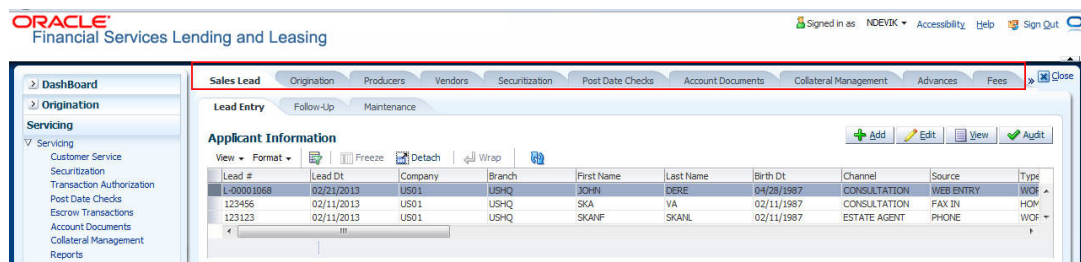 ORACLE'
Financial Services Lending and Leasing
Signed in as NDEVIK Accessibility Help Sign Out
DashBoard
Origination
Servicing
Servicing
Customer Service
Securitization
Transaction Authorization
Post Date Checks
Escrow Transactions
Account Documents
Collateral Management
Reports
Sales Lead Origination Producers Vendors Securitization Post Date Checks Account Documents Collateral Management Advances Fees » Close
Lead Entry Follow-Up Maintenance
Applicant Information Add Edit View Audit
View Format Freeze Detach Wrap
Lead # Lead Dt Company Branch First Name Last Name Birth Dt Channel Source Type
L-00001068 02/21/2013 US01 USHQ JOHN DERE 04/28/1987 CONSULTATION WEB ENTRY WOF
123456 02/11/2013 US01 USHQ SKA VA 02/11/1987 CONSULTATION FAX IN HOM
123123 02/11/2013 US01 USHQ SKANF SKANL 02/11/1987 ESTATE AGENT PHONE WOF